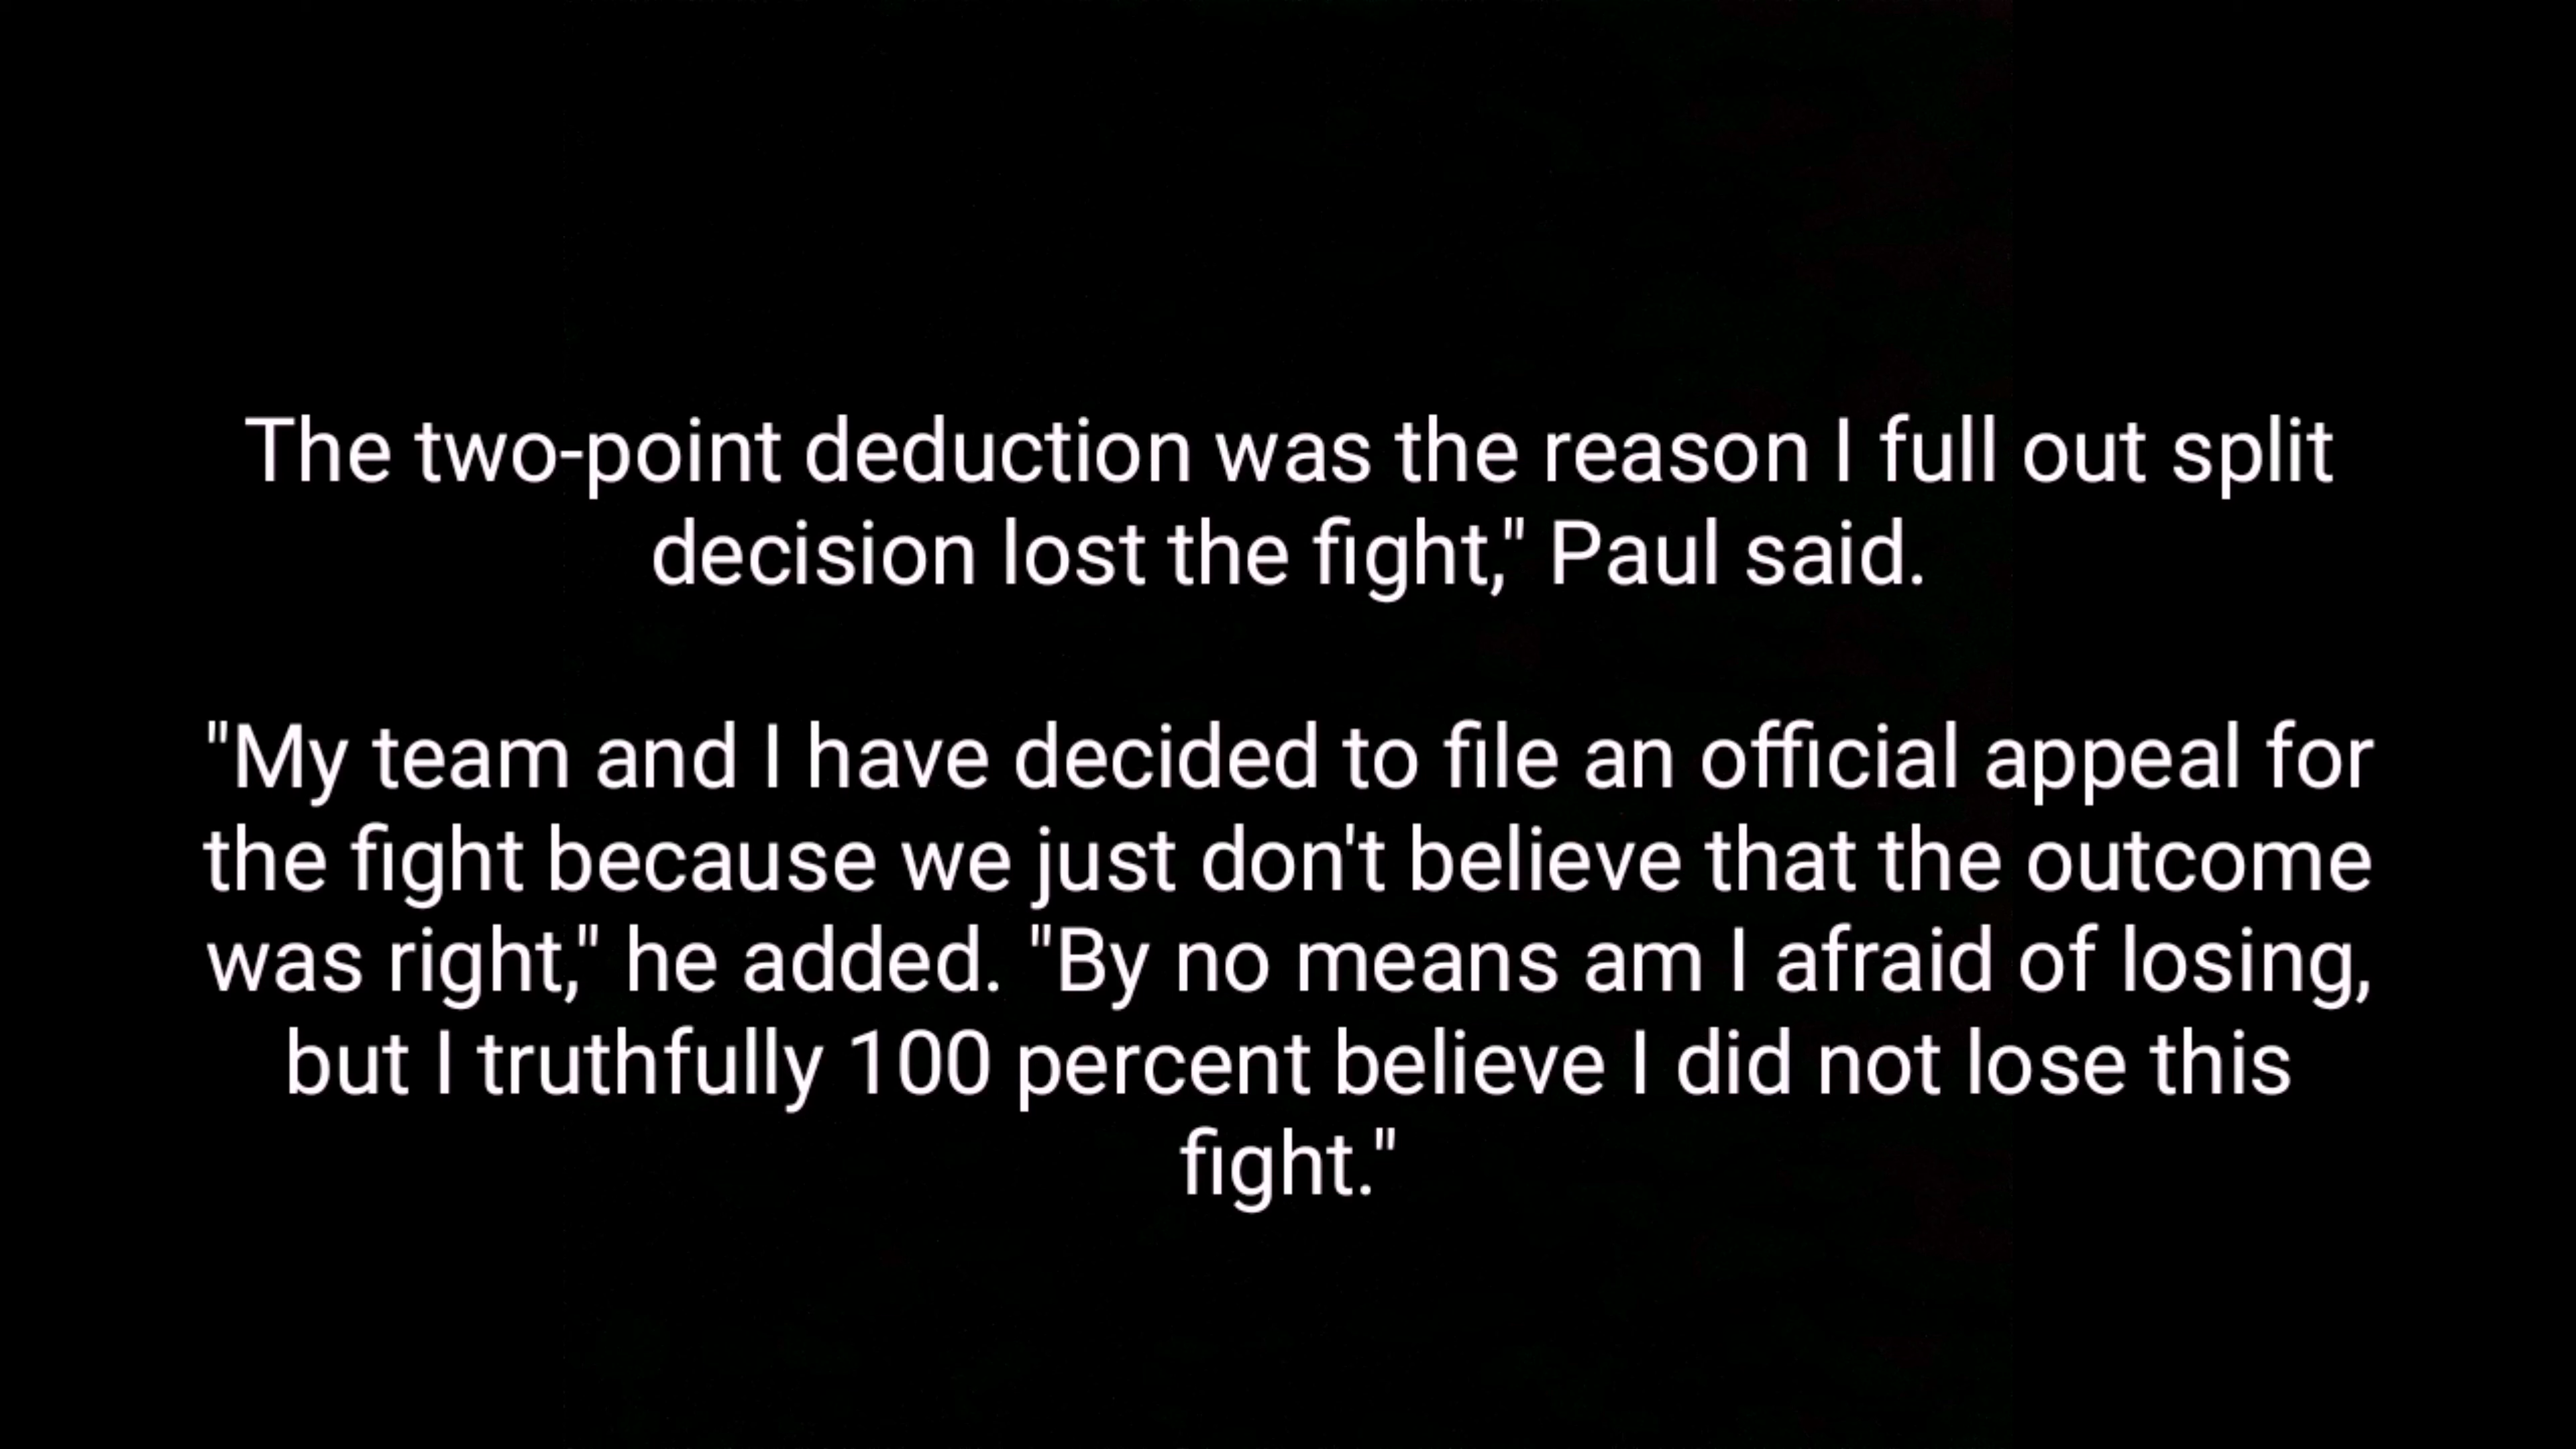 The two-point deduction was the reason I full out split
decision lost the fight," Paul said.
"My team and I have decided to file an official appeal for
the fight because we just don't believe that the outcome
was right," he added. "By no means am I afraid of losing,
but I truthfully 100 percent believe I did not lose this
fight."